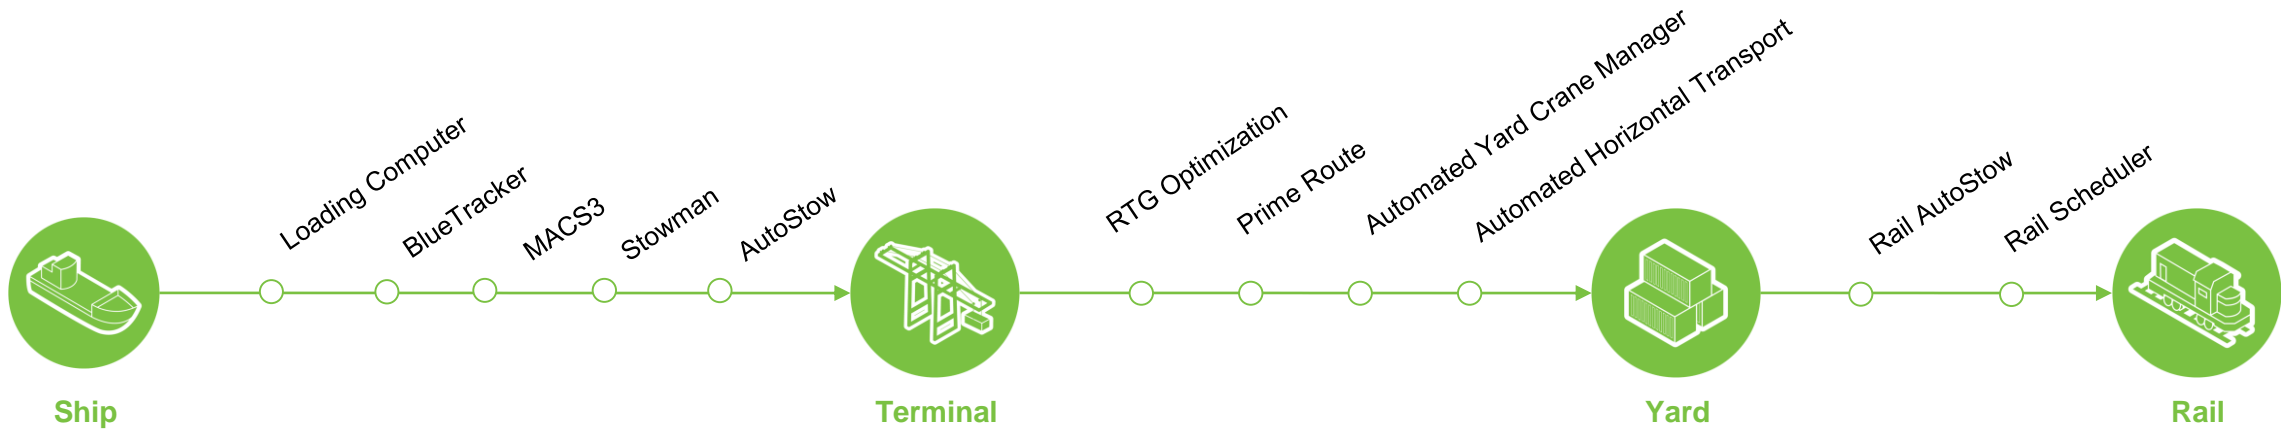 Loading Computer
BlueTracker
MACS3
Stowman
AutoStow
RTG Optimization
Prime Route
Automated Yard Crane Manager
Automated Horizontal Transport
Rail AutoStow
Rail Scheduler
Ship
Terminal
Yard
Rail